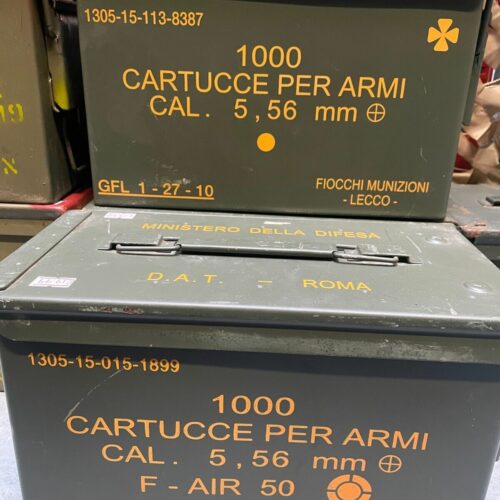 1305-15-113-8387
1000
CARTUCCE PER ARMI
CAL. 5,56 mm
GFL 1-27-10
FIOCCHI MUNIZIONI
- LECCO -
MINISTERO DELLA DIFESA
D.A.T. - ROMA
1305-15-015-1899
1000
CARTUCCE PER ARMI
CAL. 5,56 mm
F-AIR 50